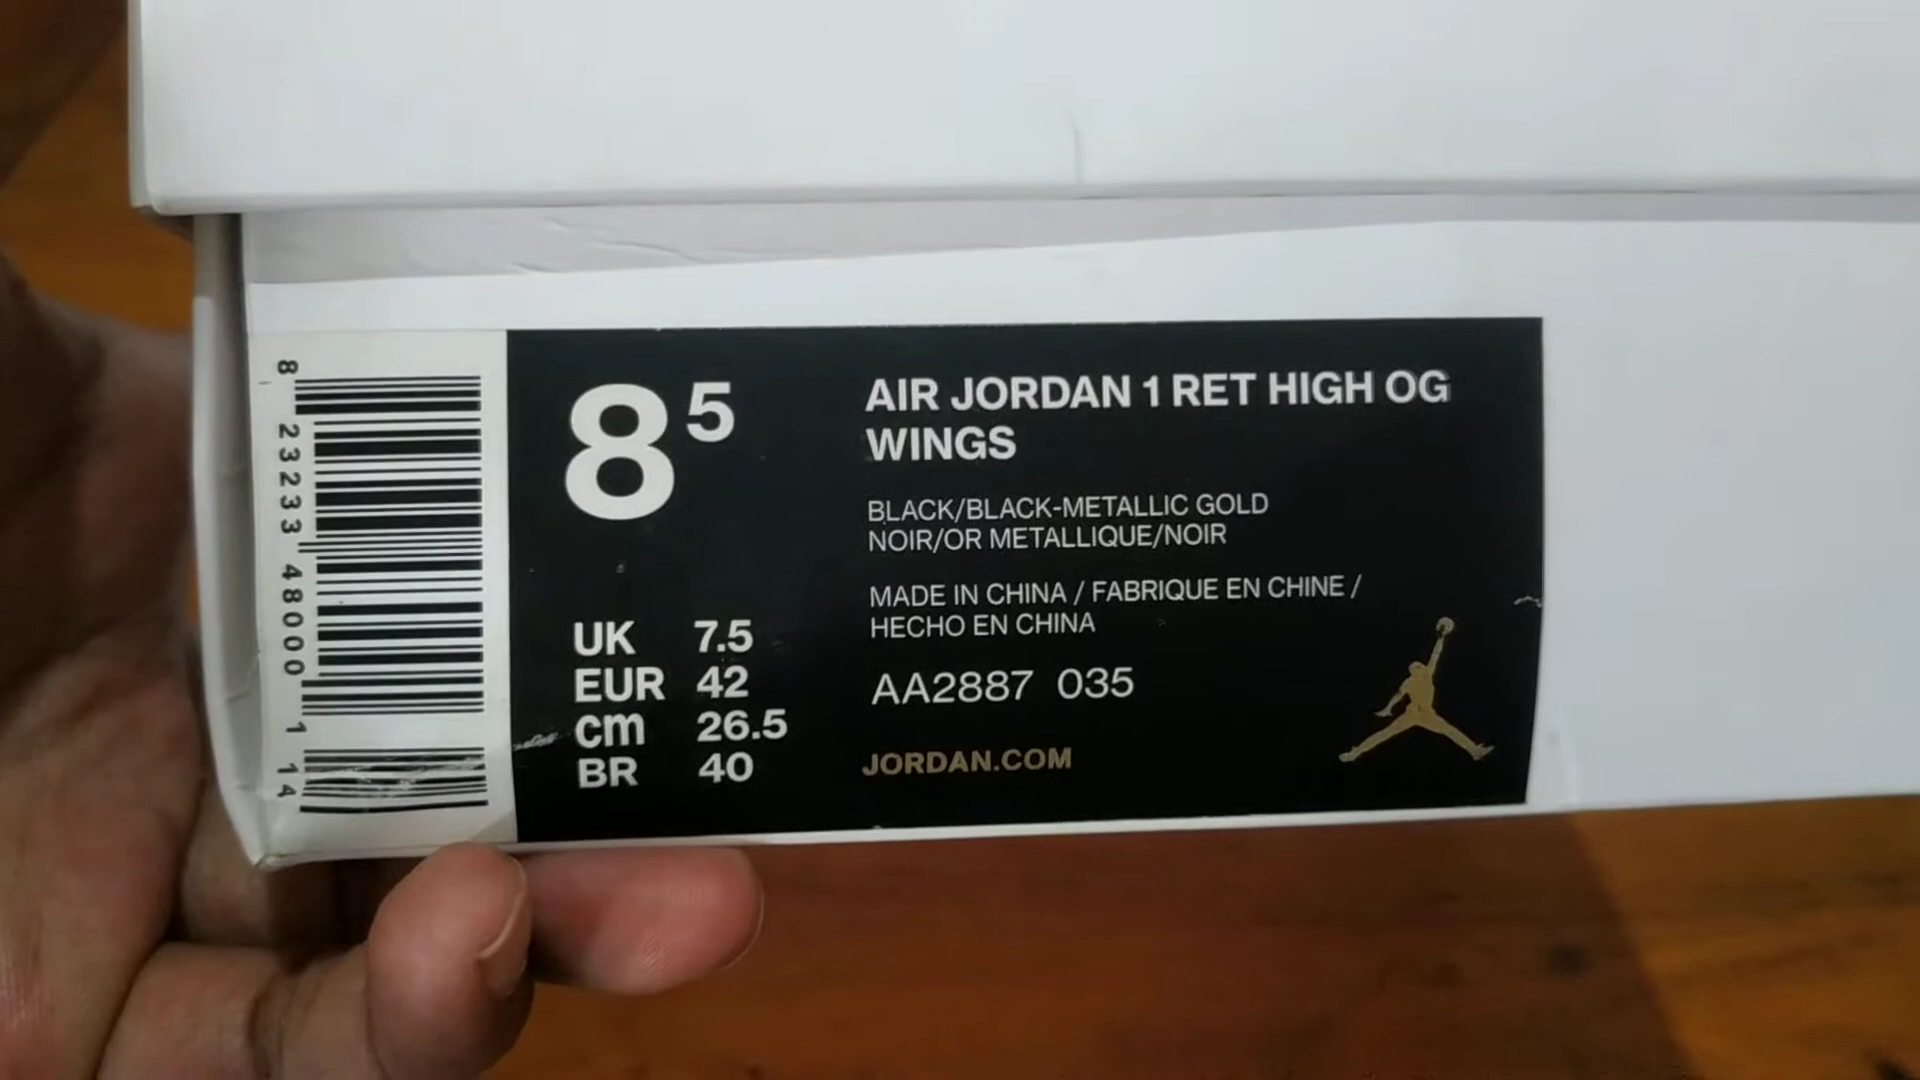 8 23233 48000 1 14
8 5
UK 7.5
EUR 42
cm 26.5
BR 40
AIR JORDAN 1 RET HIGH OG
WINGS
BLACK/BLACK-METALLIC GOLD
NOIR/OR METALLIQUE/NOIR
MADE IN CHINA / FABRIQUE EN CHINE /
HECHO EN CHINA
AA2887 035
JORDAN.COM